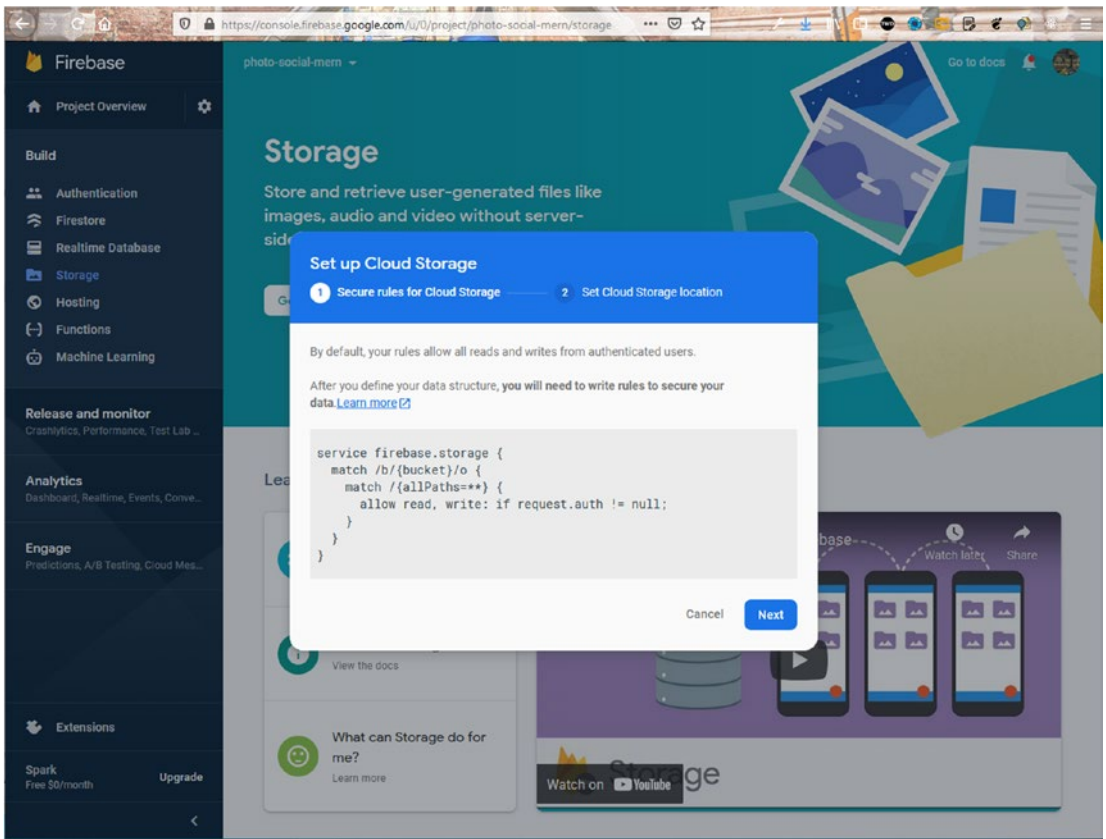 https://console.firebase.google.com/u/0/project/photo-social-mern/storage
Firebase
photo-social-mern
Go to docs
Project Overview
Build
Authentication
Firestore
Realtime Database
Storage
Hosting
Functions
Machine Learning
Release and monitor
Crashlytics, Performance, Test Lab ...
Analytics
Dashboard, Realtime, Events, Conve...
Engage
Predictions, A/B Testing, Cloud Mes...
Extensions
Spark
Free $0/month
Upgrade
Storage
Store and retrieve user-generated files like
images, audio and video without server-
side
Set up Cloud Storage
1 Secure rules for Cloud Storage
2 Set Cloud Storage location
By default, your rules allow all reads and writes from authenticated users.
After you define your data structure, you will need to write rules to secure your
data.Learn more
service firebase.storage {
match /b/{bucket}/o {
match /{allPaths=**} {
allow read, write: if request.auth != null;
}
}
}
Cancel
Next
Watch later
Share
View the docs
What can Storage do for
me?
Learn more
Watch on YouTube
Storage